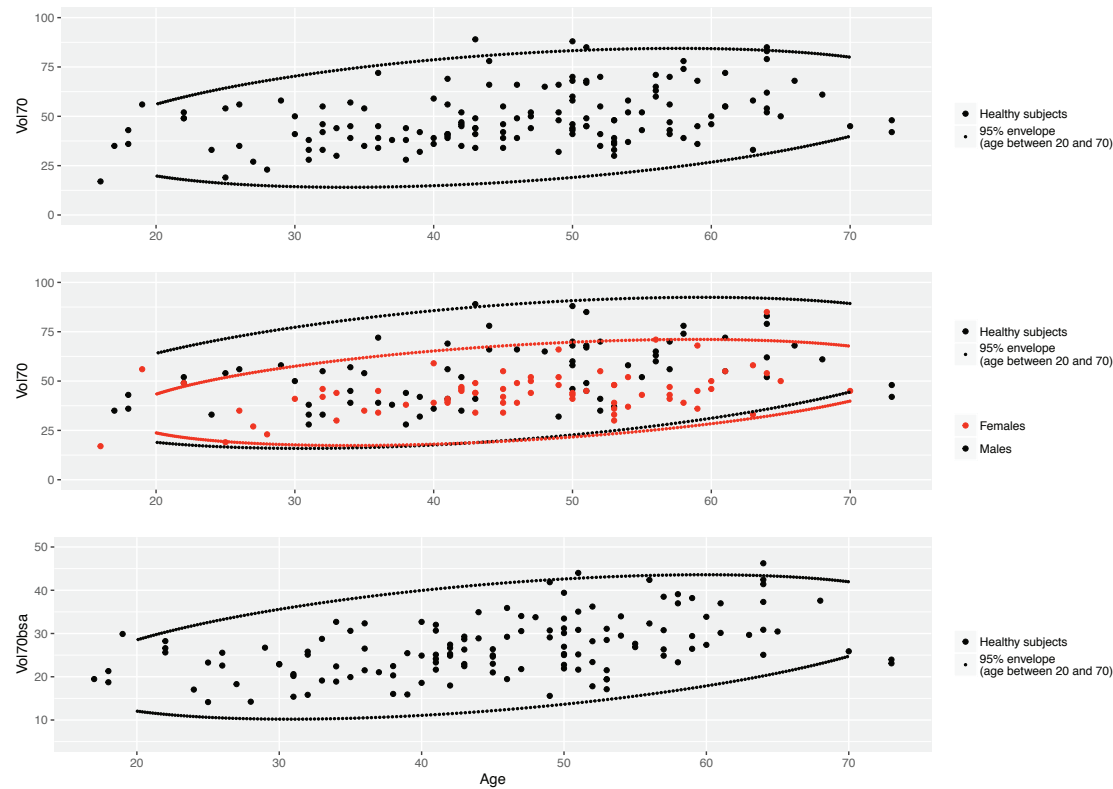 100
75
50
25
0
Vol70
20 30 40 50 60 70
Healthy subjects
95% envelope
(age between 20 and 70)
100
75
50
25
0
Vol70
20 30 40 50 60 70
Healthy subjects
95% envelope
(age between 20 and 70)
Females
Males
50
40
30
20
10
Vol70bsa
20 30 40 50 60 70
Age
Healthy subjects
95% envelope
(age between 20 and 70)